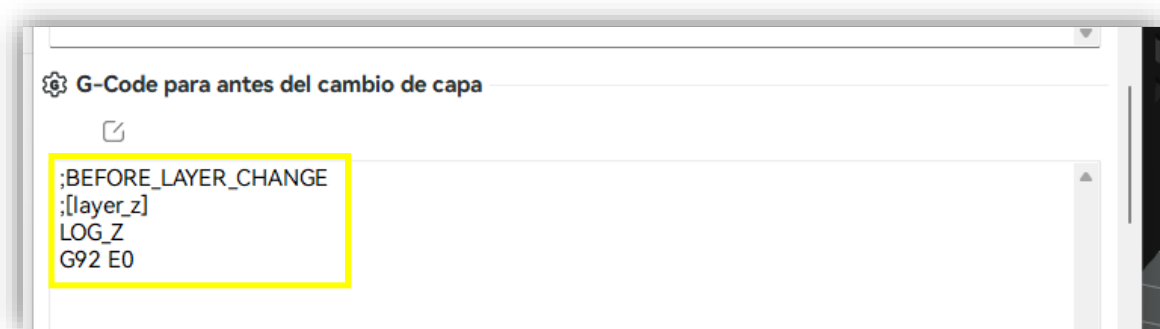 G-Code para antes del cambio de capa
;BEFORE_LAYER_CHANGE
;[layer_z]
LOG_Z
G92 E0